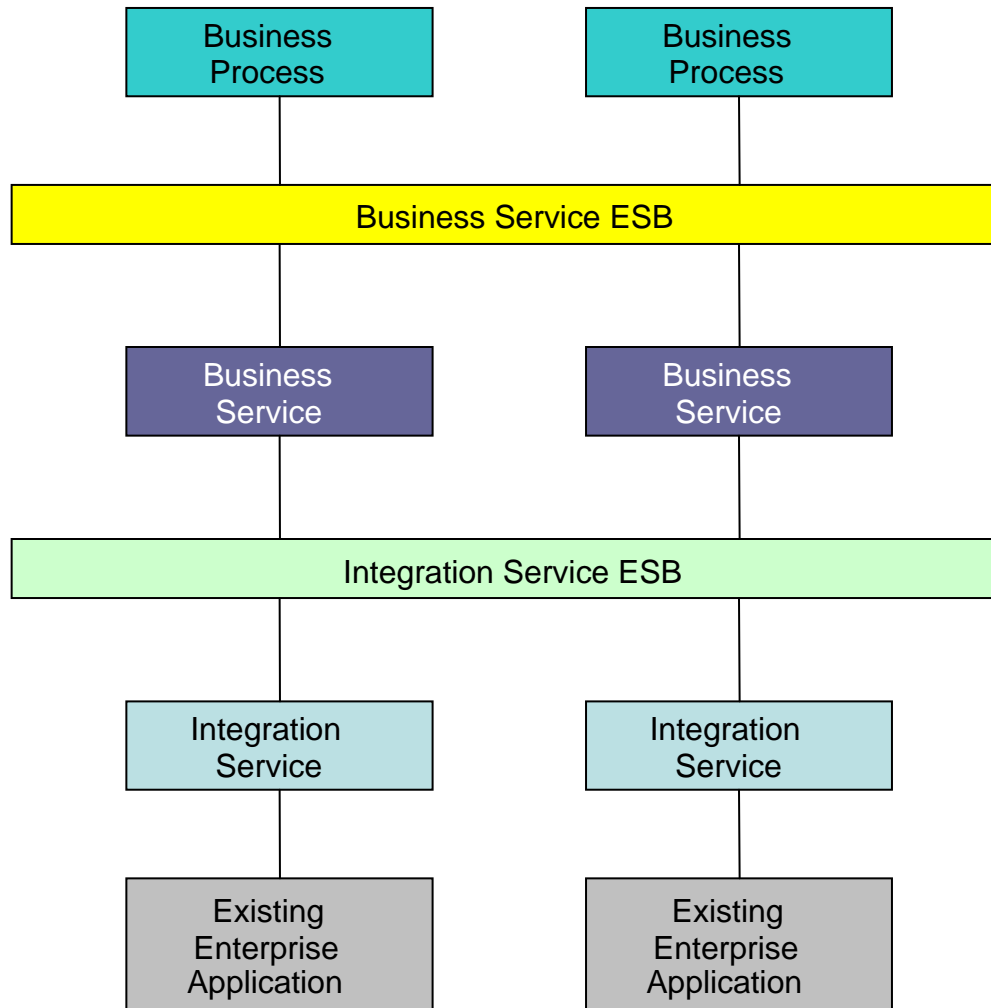 Business
Process
Business
Process
Business Service ESB
Business
Service
Business
Service
Integration Service ESB
Integration
Service
Integration
Service
Existing
Enterprise
Application
Existing
Enterprise
Application